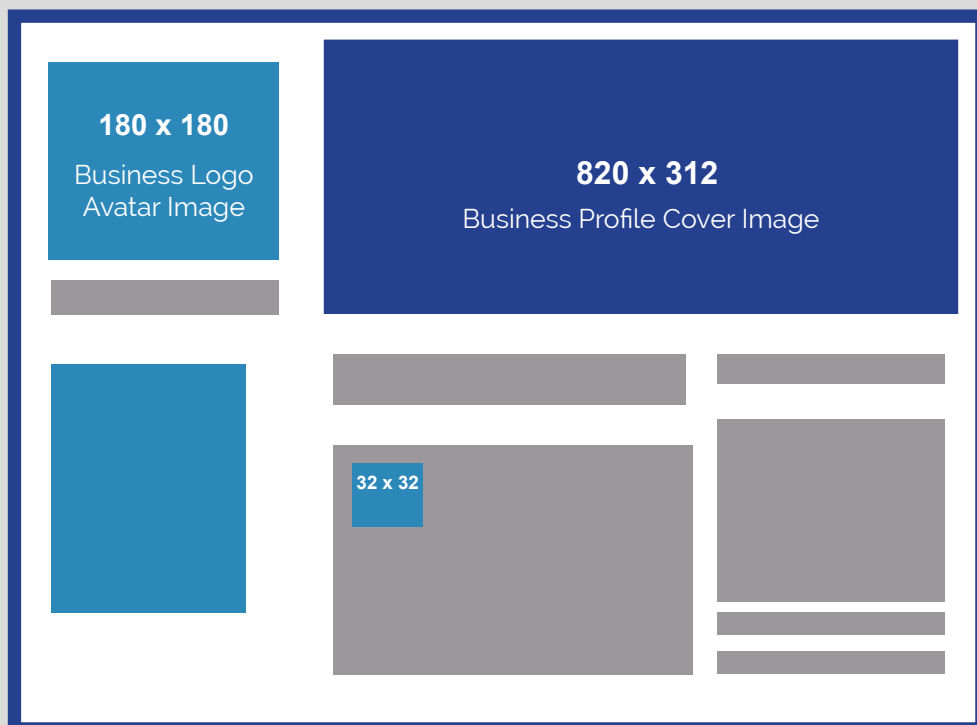 180 x 180
Business Logo
Avatar Image
820 x 312
Business Profile Cover Image
32 x 32